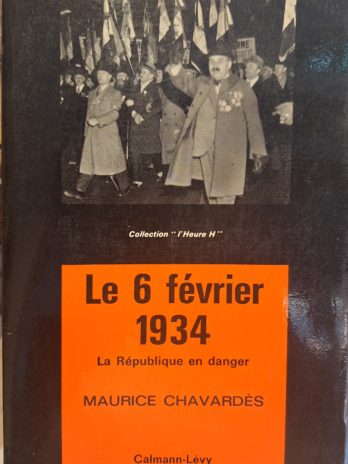 Collection " l'Heure H "
Le 6 février
1934
La République en danger
MAURICE CHAVARDÈS
Calmann-Lévy